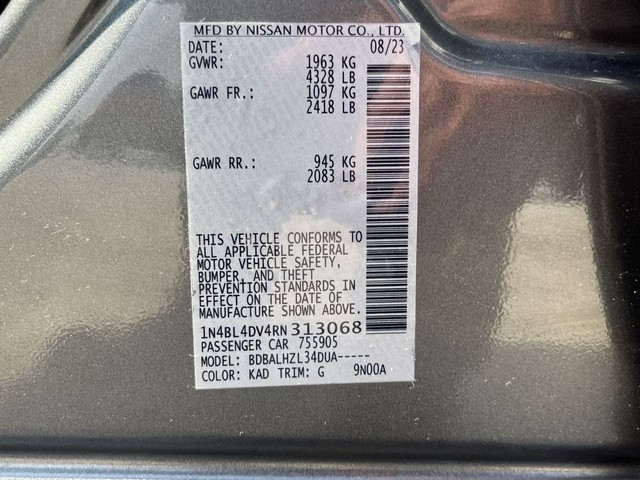 MFD BY NISSAN MOTOR CO., LTD.
DATE: 08/23
GVWR: 1963 KG
4328 LB
GAWR FR.: 1097 KG
2418 LB
GAWR RR.: 945 KG
2083 LB
THIS VEHICLE CONFORMS TO
ALL APPLICABLE FEDERAL
MOTOR VEHICLE SAFETY,
BUMPER, AND THEFT
PREVENTION STANDARDS IN
EFFECT ON THE DATE OF
MANUFACTURE SHOWN ABOVE.
1N4BL4DV4RN313068
PASSENGER CAR 755905
MODEL: BDBALHZL34DUA-----
COLOR: KAD TRIM: G 9N00A